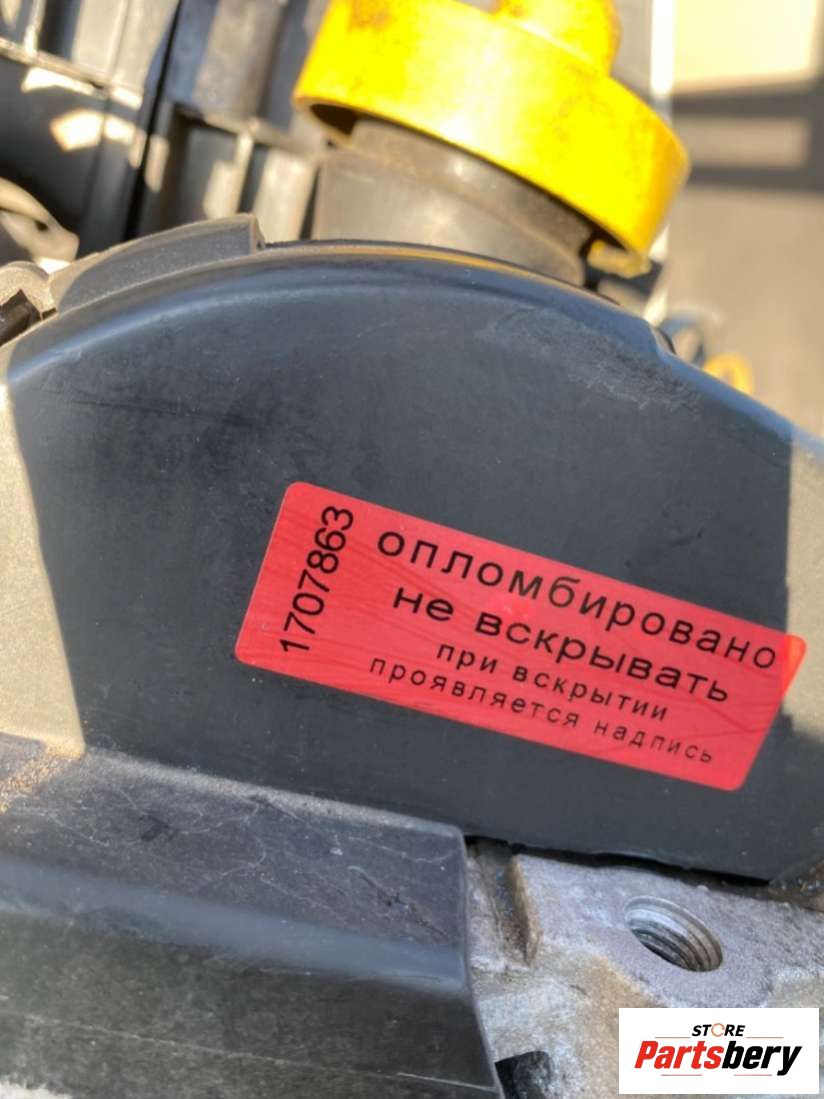 1707863
опломбировано
не вскрывать
при вскрытии
проявляется надпись
STORE
Partsbery